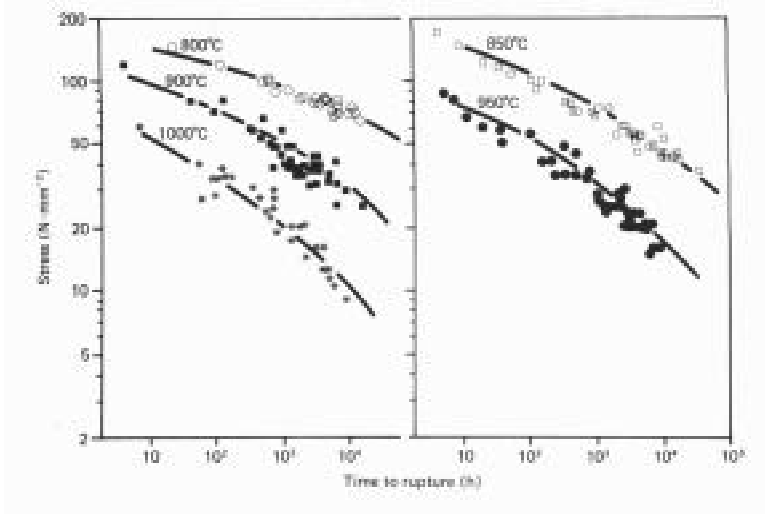 200
100
50
20
10
5
2
Stress (N·mm⁻²)
800°C
900°C
1000°C
850°C
950°C
10 10² 10³ 10⁴
10 10² 10³ 10⁴ 10⁵
Time to rupture (h)